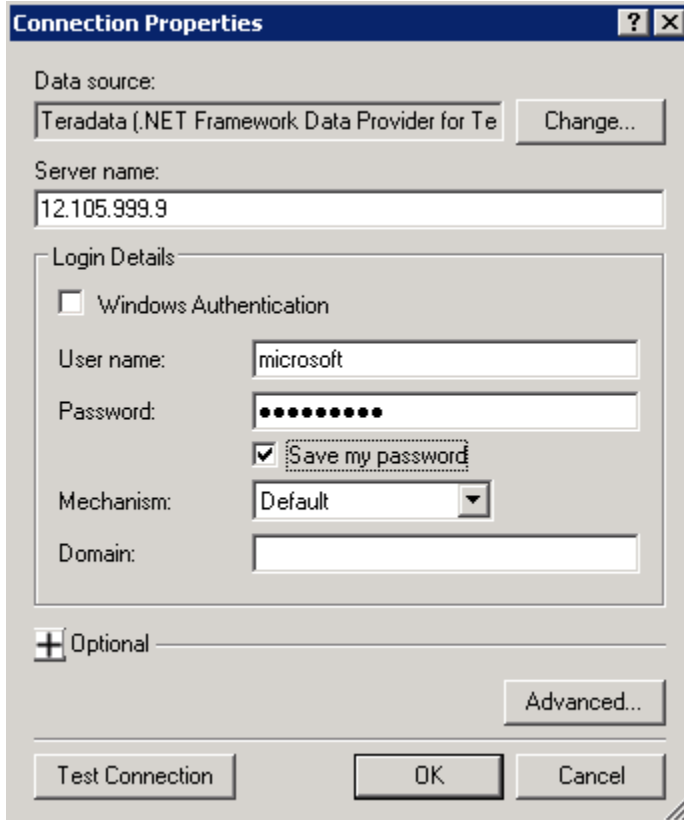 Connection Properties
Data source:
Teradata (.NET Framework Data Provider for Te
Change...
Server name:
12.105.999.9
Login Details
Windows Authentication
User name:
microsoft
Password:
●●●●●●●●●
Save my password
Mechanism:
Default
Domain:
Optional
Advanced...
Test Connection
OK
Cancel